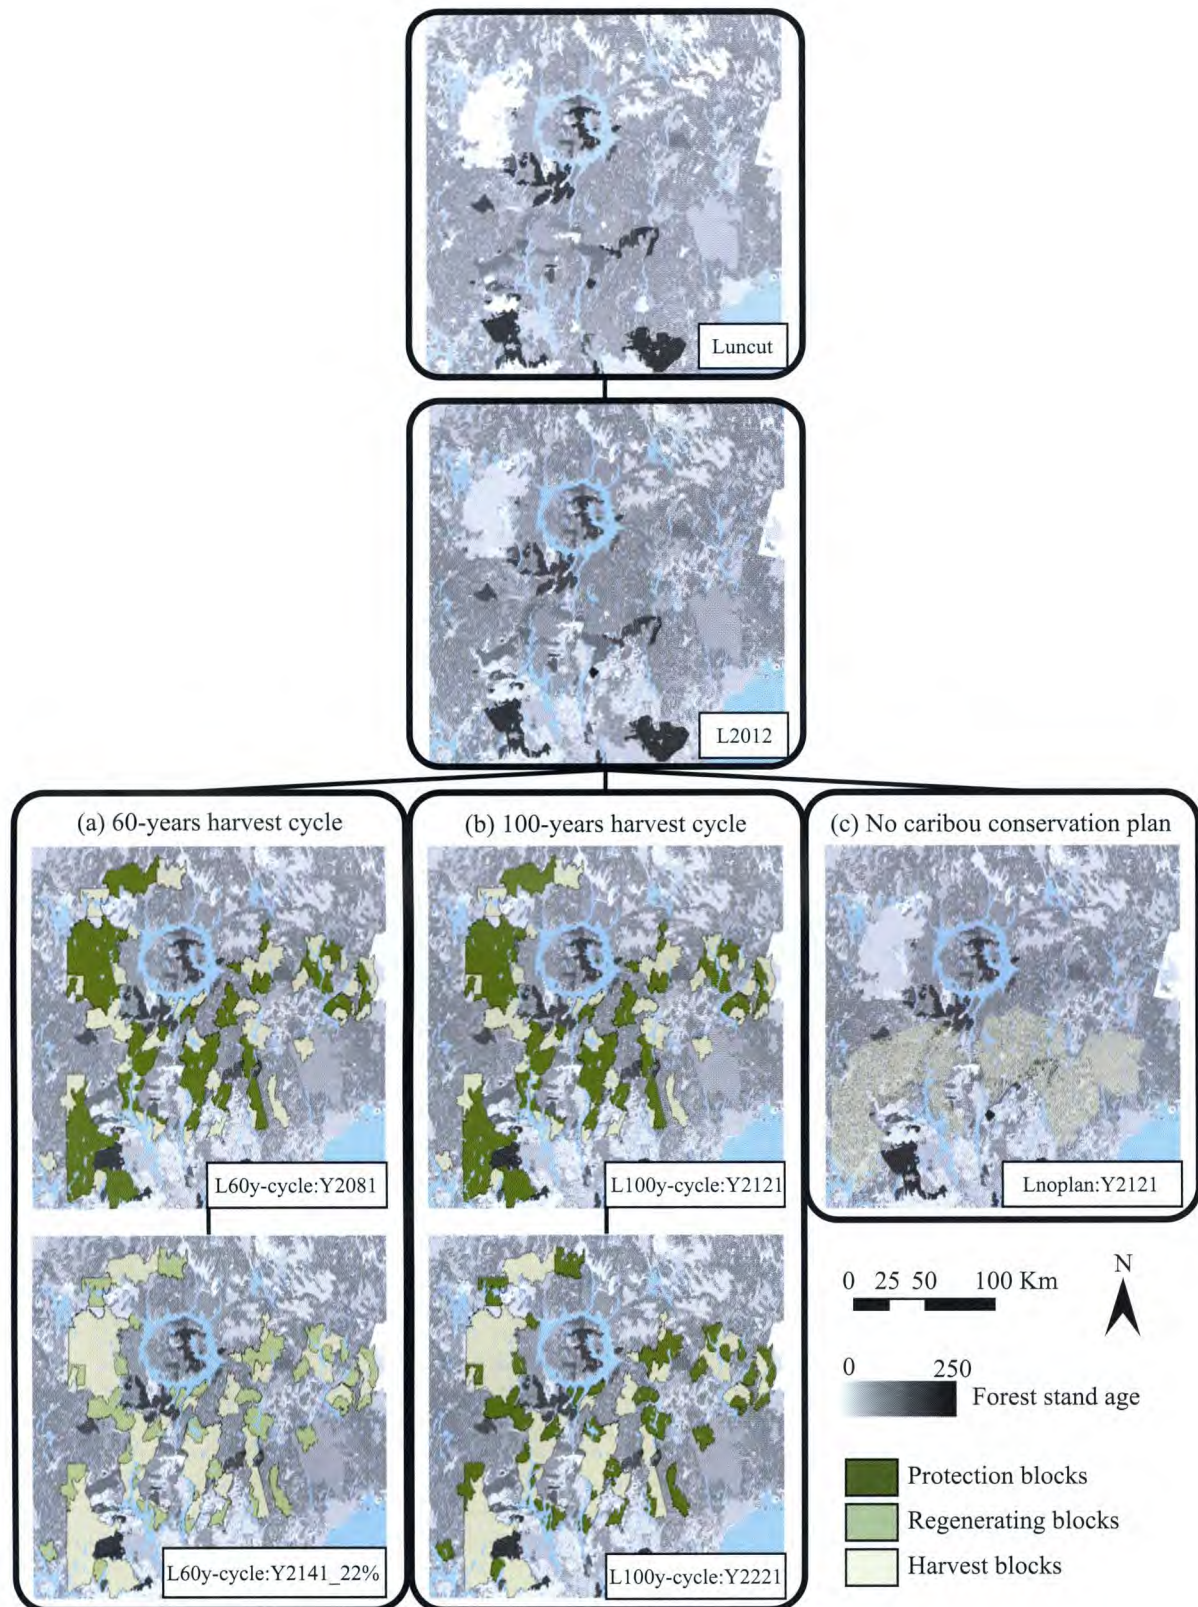 Luncut
L2012
(a) 60-years harvest cycle
(b) 100-years harvest cycle
(c) No caribou conservation plan
L60y-cycle:Y2081
L100y-cycle:Y2121
Lnoplan:Y2121
L60y-cycle:Y2141_22%
L100y-cycle:Y2221
0 25 50 100 Km
N
0 250
Forest stand age
Protection blocks
Regenerating blocks
Harvest blocks